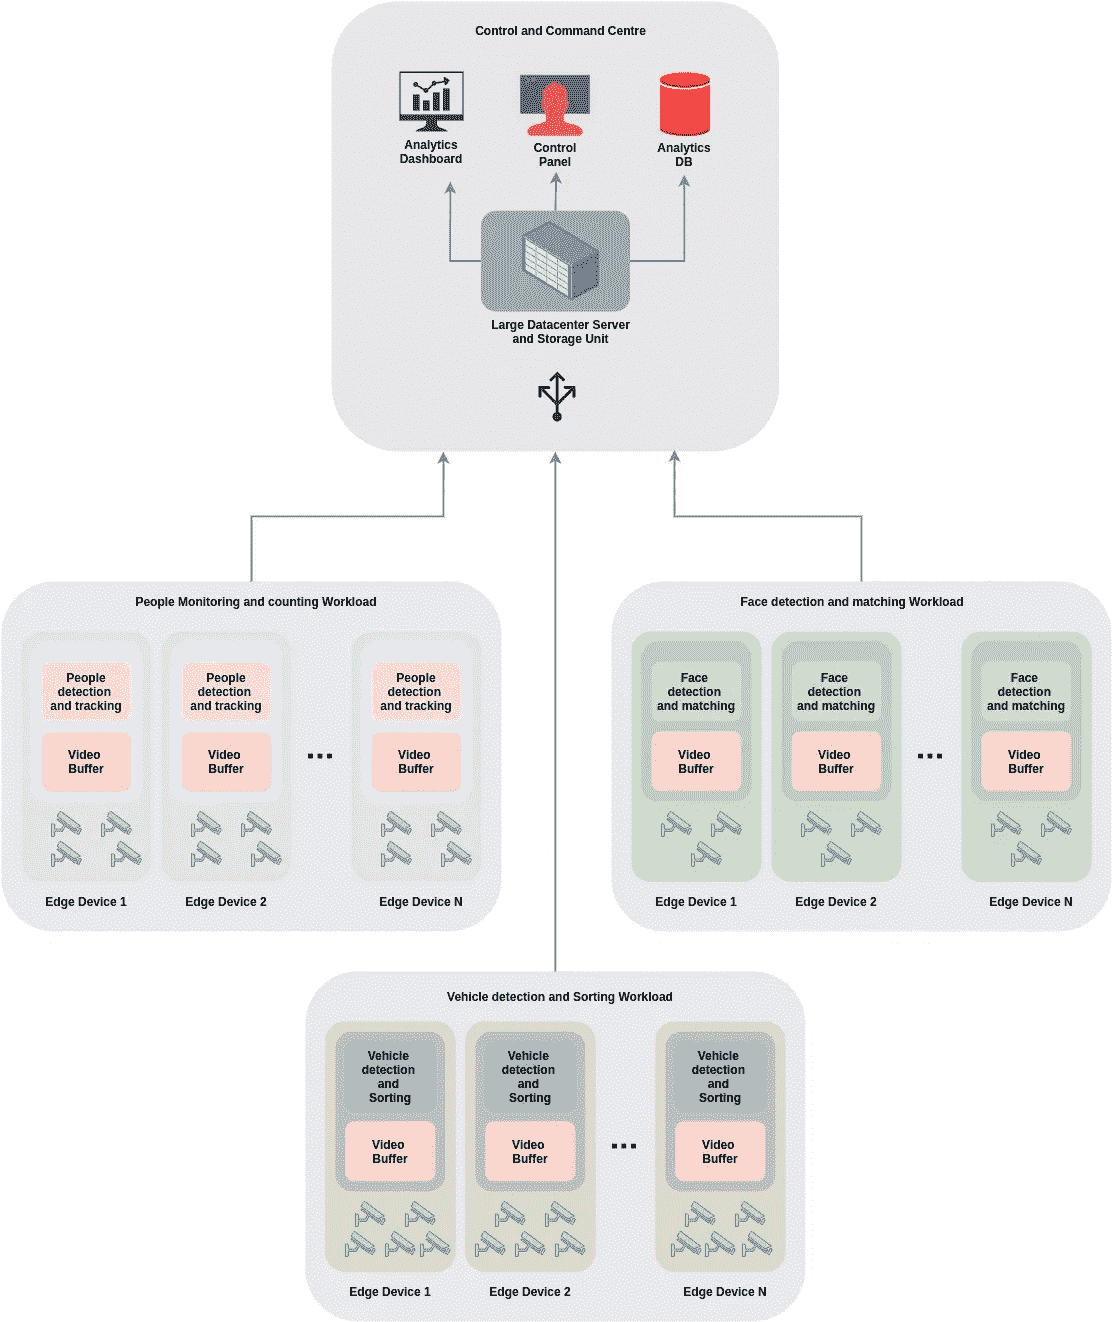 Control and Command Centre
Analytics
Dashboard
Control
Panel
Analytics
DB
Large Datacenter Server
and Storage Unit
People Monitoring and counting Workload
People
detection
and tracking
Video
Buffer
Edge Device 1
People
detection
and tracking
Video
Buffer
Edge Device 2
...
People
detection
and tracking
Video
Buffer
Edge Device N
Face detection and matching Workload
Face
detection
and matching
Video
Buffer
Edge Device 1
Face
detection
and matching
Video
Buffer
Edge Device 2
...
Face
detection
and matching
Video
Buffer
Edge Device N
Vehicle detection and Sorting Workload
Vehicle
detection
and
Sorting
Video
Buffer
Edge Device 1
Vehicle
detection
and
Sorting
Video
Buffer
Edge Device 2
...
Vehicle
detection
and
Sorting
Video
Buffer
Edge Device N